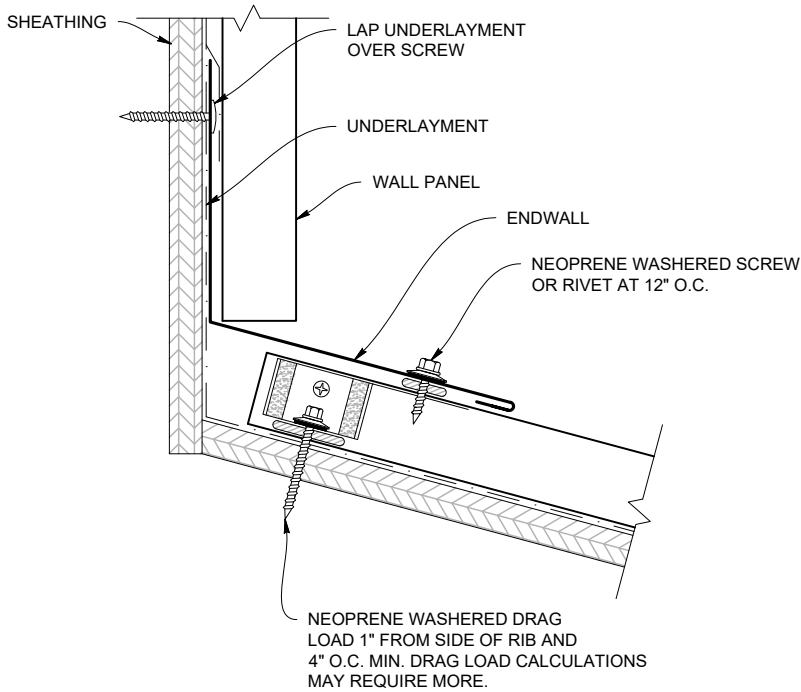 SHEATHING
LAP UNDERLAYMENT
OVER SCREW
UNDERLAYMENT
WALL PANEL
ENDWALL
NEOPRENE WASHERED SCREW
OR RIVET AT 12" O.C.
NEOPRENE WASHERED DRAG
LOAD 1" FROM SIDE OF RIB AND
4" O.C. MIN. DRAG LOAD CALCULATIONS
MAY REQUIRE MORE.